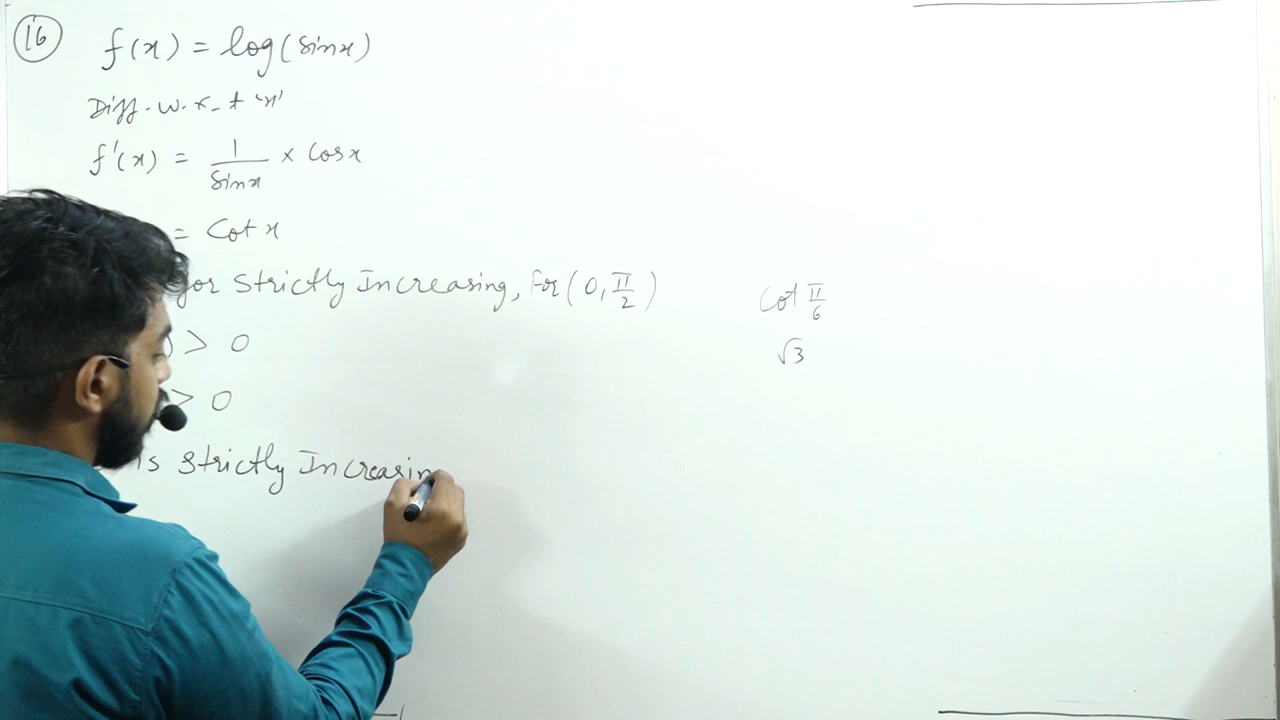 16 f(x) = log(sinx)
Diff. w. r. t 'x'
f'(x) = 1/sinx × Cosx
= Cot x
for Strictly Increasing, For (0, π/2)
) > 0
> 0
is Strictly Increasin
Cot π/6
√3